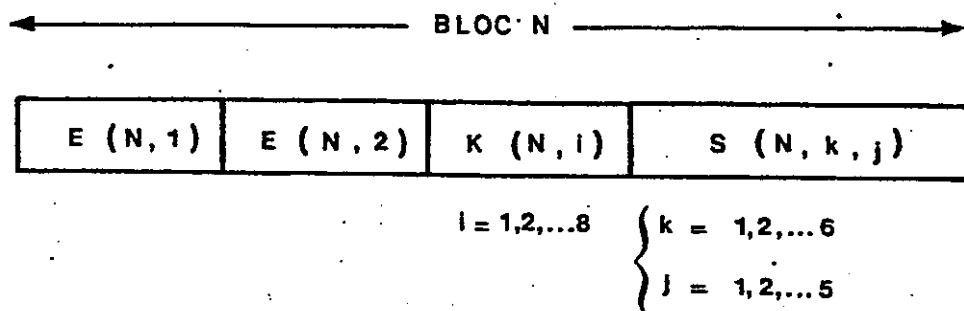 BLOC N
E (N, 1) E (N, 2) K (N, i) S (N, k, j)
i = 1,2,...8 { k = 1,2,...6
j = 1,2,...5